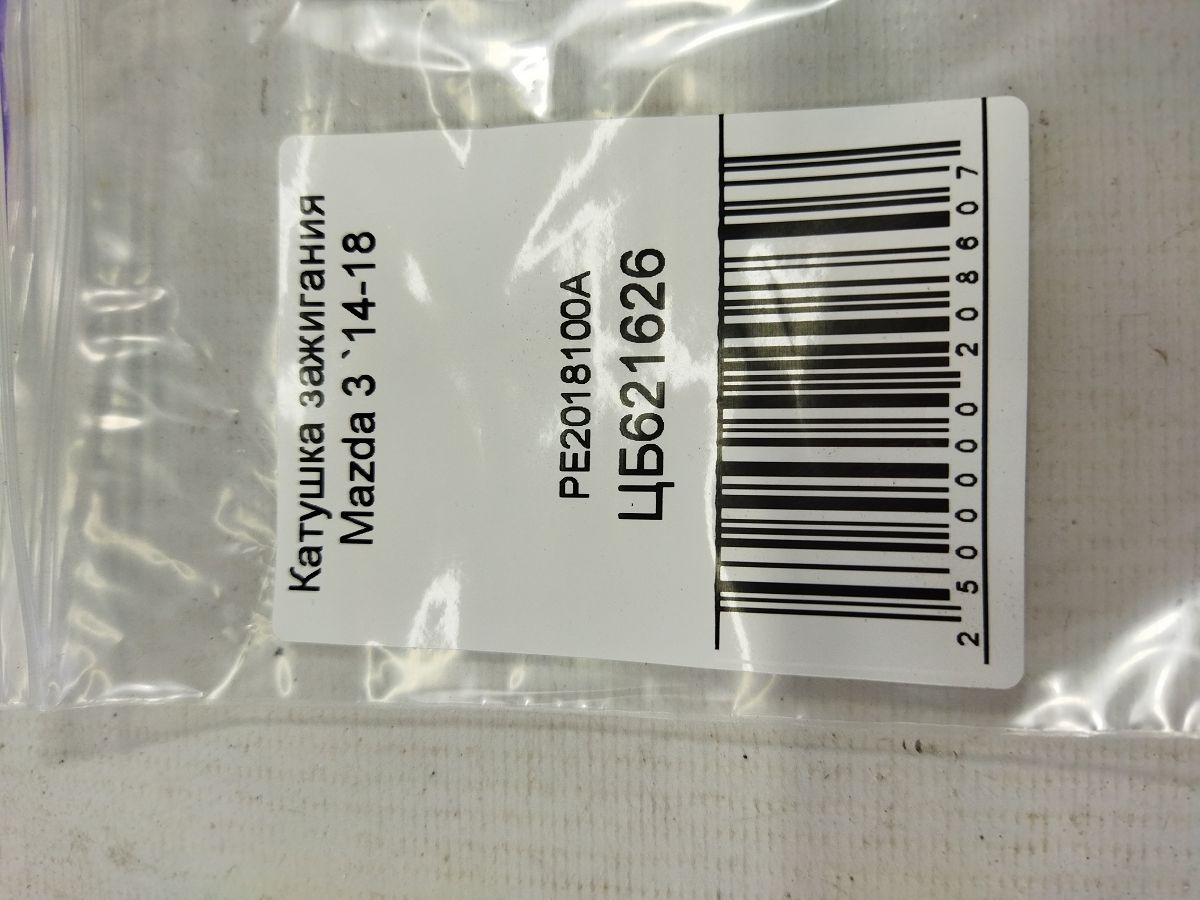 Катушка зажигания
Mazda 3 `14-18
PE2018100A
ЦБ621626
2500000208607